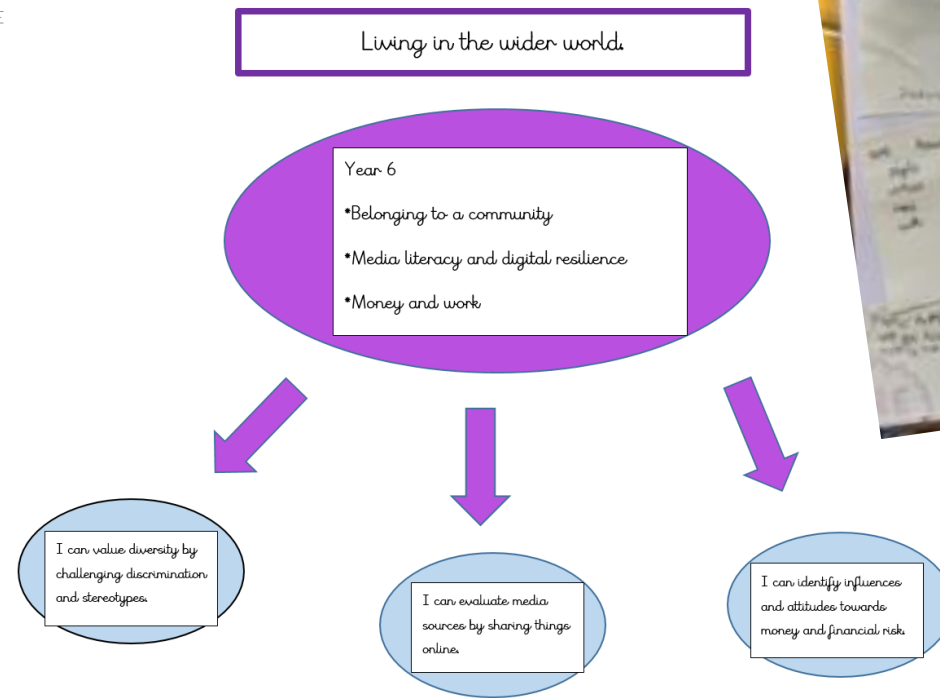 Living in the wider world.
Year 6
*Belonging to a community
*Media literacy and digital resilience
*Money and work
I can value diversity by
challenging discrimination
and stereotypes.
I can evaluate media
sources by sharing things
online.
I can identify influences
and attitudes towards
money and financial risk.